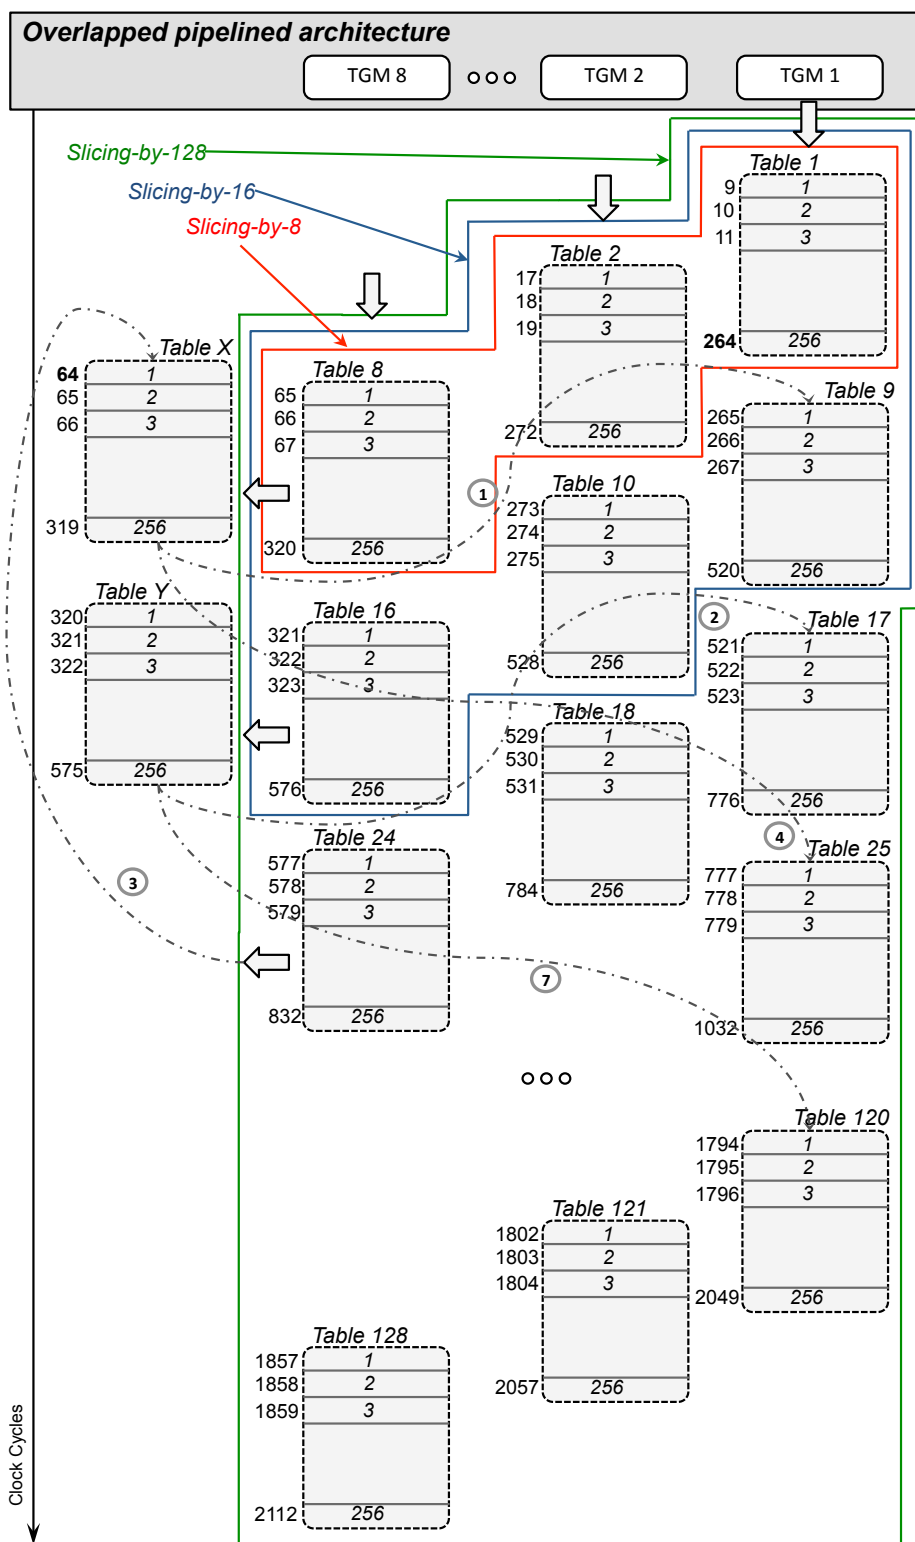 Overlapped pipelined architecture
TGM 8
TGM 2
TGM 1
Slicing-by-128
Slicing-by-16
Slicing-by-8
Table 1
9 1
10 2
11 3
264 256
Table 2
17 1
18 2
19 3
272 256
Table X
64 1
65 2
66 3
319 256
Table 8
65 1
66 2
67 3
320 256
Table 9
265 1
266 2
267 3
520 256
1
Table 10
273 1
274 2
275 3
528 256
Table Y
320 1
321 2
322 3
575 256
Table 16
321 1
322 2
323 3
576 256
2
Table 17
521 1
522 2
523 3
776 256
Table 18
529 1
530 2
531 3
784 256
4
3
Table 24
577 1
578 2
579 3
832 256
Table 25
777 1
778 2
779 3
1032 256
7
Table 120
1794 1
1795 2
1796 3
2049 256
Table 121
1802 1
1803 2
1804 3
2057 256
Table 128
1857 1
1858 2
1859 3
2112 256
Clock Cycles